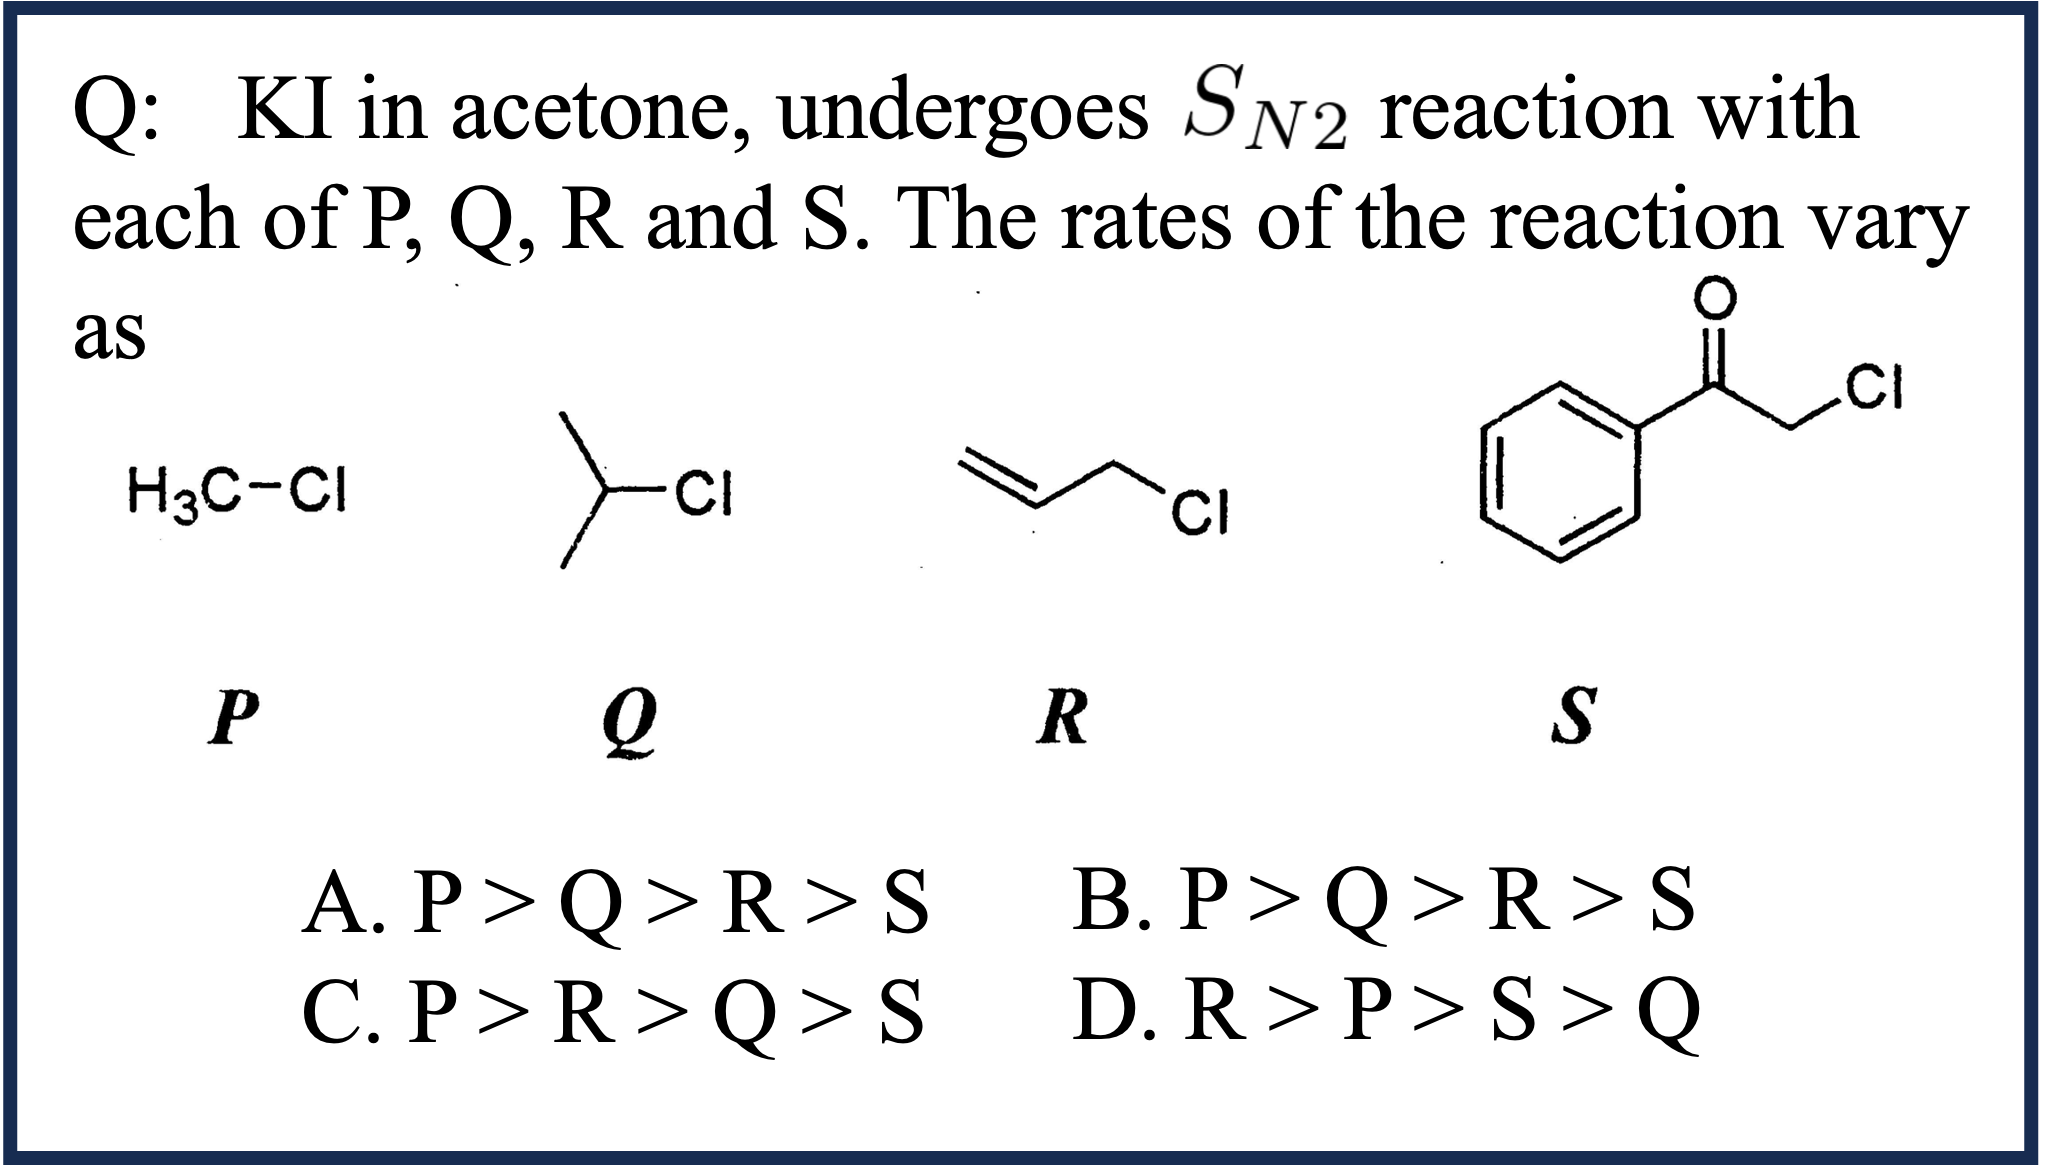 Q: KI in acetone, undergoes S_{N2} reaction with
each of P, Q, R and S. The rates of the reaction vary
as
O
Cl
H₃C-Cl
Cl
Cl
P Q R S
A. P > Q > R > S B. P > Q > R > S
C. P > R > Q > S D. R > P > S > Q